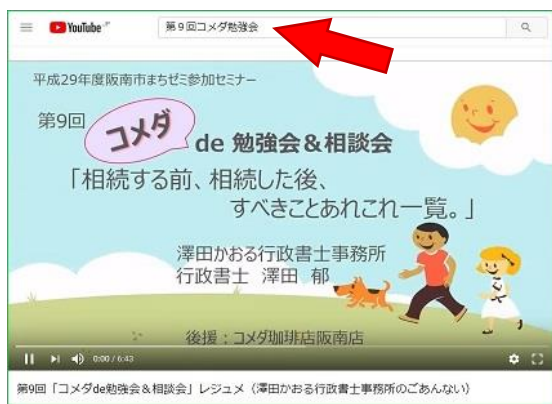 YouTube JP
第9回コメダ勉強会
平成29年度阪南市まちゼミ参加セミナー
第9回
コメダ
de 勉強会&相談会
「相続する前、相続した後、
すべきことあれこれ一覧。」
澤田かおる行政書士事務所
行政書士 澤田 郁
後援:コメダ珈琲店阪南店
0:00 / 6:43
第9回「コメダde勉強会&相談会」レジュメ(澤田かおる行政書士事務所のごあんない)